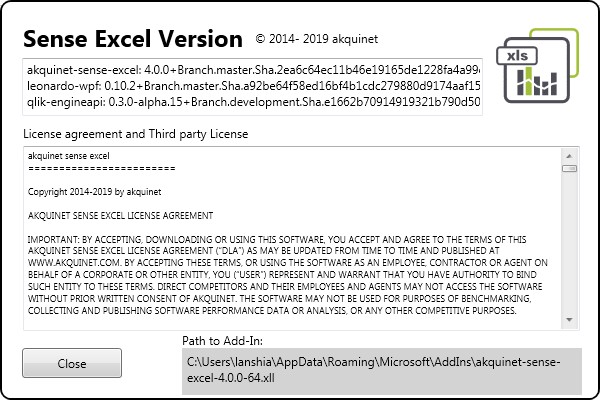 Sense Excel Version © 2014- 2019 akquinet
xls
akquinet-sense-excel: 4.0.0+Branch.master.Sha.2ea6c64ec11b46e19165de1228fa4a99
leonardo-wpf: 0.10.2+Branch.master.Sha.a92be64f58ed16bf4b1cdc279880d9174aaf15
qlik-engineapi: 0.3.0-alpha.15+Branch.development.Sha.e1662b70914919321b790d50
License agreement and Third party License
akquinet sense excel
========================
Copyright 2014-2019 by akquinet
AKQUINET SENSE EXCEL LICENSE AGREEMENT
IMPORTANT: BY ACCEPTING, DOWNLOADING OR USING THIS SOFTWARE, YOU ACCEPT AND AGREE TO THE TERMS OF THIS
AKQUINET SENSE EXCEL LICENSE AGREEMENT ("DLA") AS MAY BE UPDATED FROM TIME TO TIME AND PUBLISHED AT
WWW.AKQUINET.COM. BY ACCEPTING THESE TERMS, OR USING THE SOFTWARE AS AN EMPLOYEE, CONTRACTOR OR AGENT ON
BEHALF OF A CORPORATE OR OTHER ENTITY, YOU ("USER") REPRESENT AND WARRANT THAT YOU HAVE AUTHORITY TO BIND
SUCH ENTITY TO THESE TERMS. DIRECT COMPETITORS AND THEIR EMPLOYEES AND AGENTS MAY NOT ACCESS THE SOFTWARE
WITHOUT PRIOR WRITTEN CONSENT OF AKQUINET. THE SOFTWARE MAY NOT BE USED FOR PURPOSES OF BENCHMARKING,
COLLECTING AND PUBLISHING SOFTWARE PERFORMANCE DATA OR ANALYSIS, OR ANY OTHER COMPETITIVE PURPOSES.
Path to Add-In:
Close
C:\Users\lanshia\AppData\Roaming\Microsoft\AddIns\akquinet-sense-
excel-4.0.0-64.xll